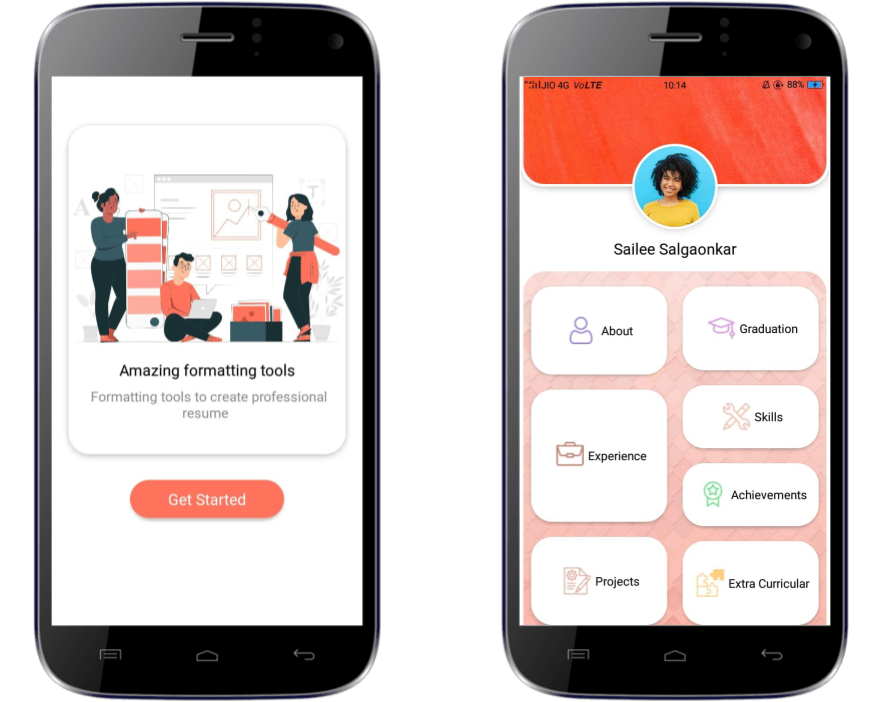 A
T
Amazing formatting tools
Formatting tools to create professional
resume
Get Started
JIO 4G VoLTE 10:14 88%
Sailee Salgaonkar
About
Graduation
Experience
Skills
Achievements
Projects
Extra Curricular